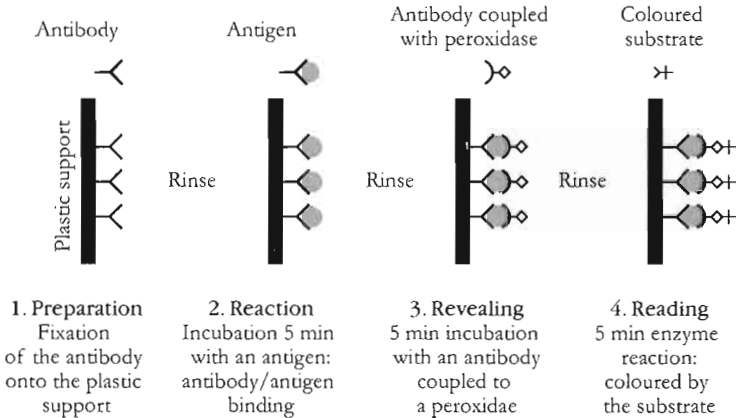 Antibody
Antigen
Antibody coupled
with peroxidase
Coloured
substrate
Plastic support
Rinse
Rinse
Rinse
1. Preparation
Fixation
of the antibody
onto the plastic
support
2. Reaction
Incubation 5 min
with an antigen:
antibody/antigen
binding
3. Revealing
5 min incubation
with an antibody
coupled to
a peroxidae
4. Reading
5 min enzyme
reaction:
coloured by
the substrate